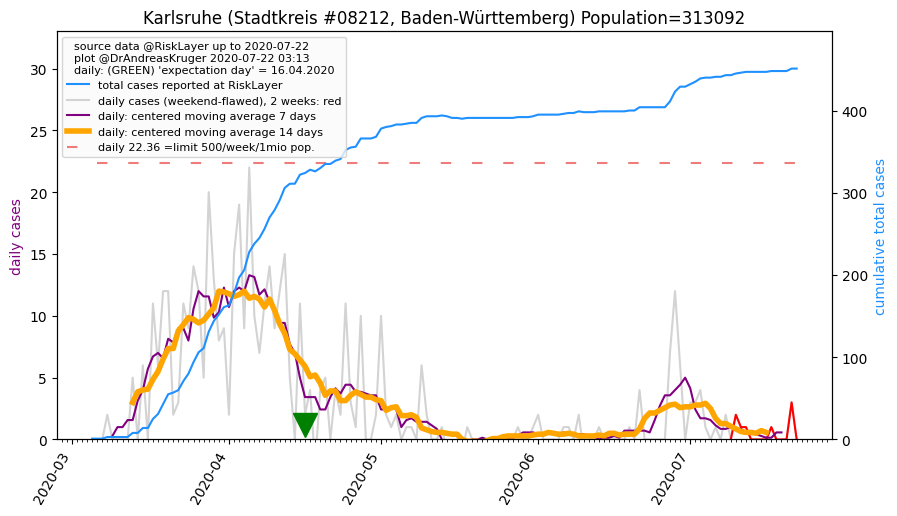 Karlsruhe (Stadtkreis #08212, Baden-Württemberg) Population=313092
source data @RiskLayer up to 2020-07-22
plot @DrAndreasKruger 2020-07-22 03:13
daily: (GREEN) 'expectation day' = 16.04.2020
total cases reported at RiskLayer
daily cases (weekend-flawed), 2 weeks: red
daily: centered moving average 7 days
daily: centered moving average 14 days
daily 22.36 =limit 500/week/1mio pop.
daily cases
30
25
20
15
10
5
0
400
300
200
100
0
cumulative total cases
2020-03
2020-04
2020-05
2020-06
2020-07